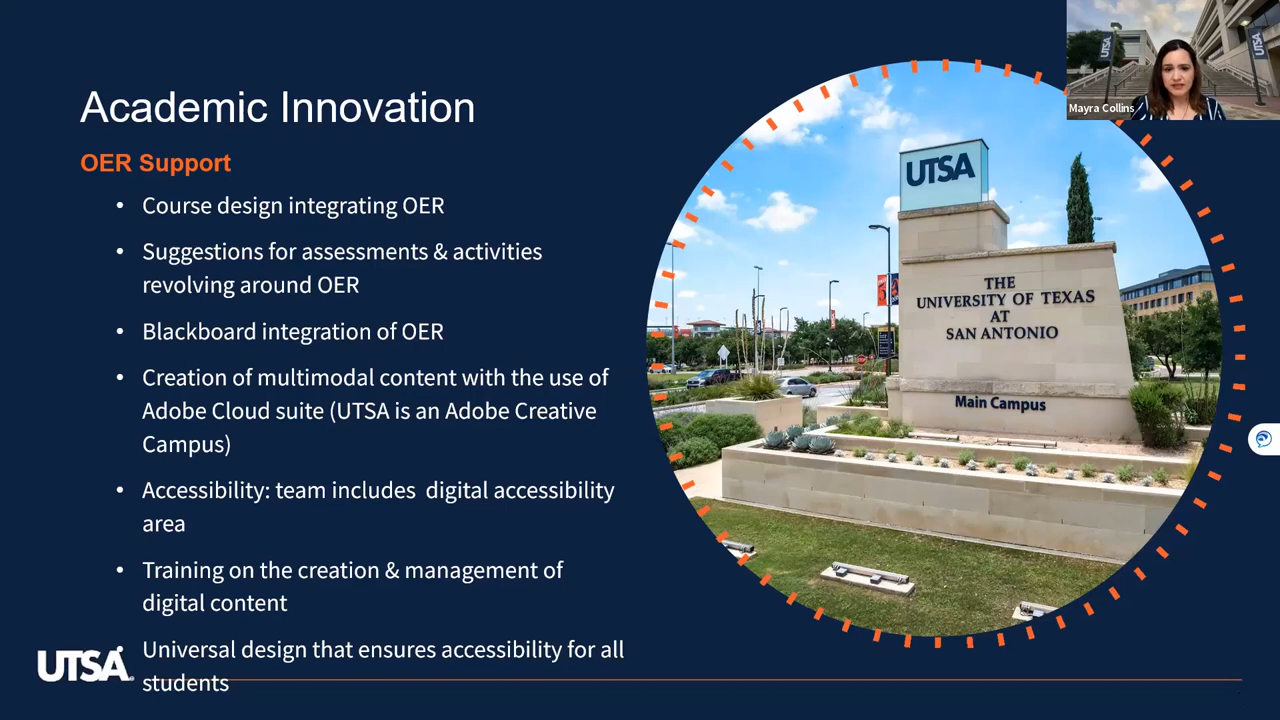 Academic Innovation
OER Support
• Course design integrating OER
• Suggestions for assessments & activities
revolving around OER
• Blackboard integration of OER
• Creation of multimodal content with the use of
Adobe Cloud suite (UTSA is an Adobe Creative
Campus)
• Accessibility: team includes  digital accessibility
area
• Training on the creation & management of
digital content
Universal design that ensures accessibility for all
students
UTSA
UTSA
THE
UNIVERSITY OF TEXAS
AT
SAN ANTONIO
Main Campus
UTSA
UTSA
Mayra Collins